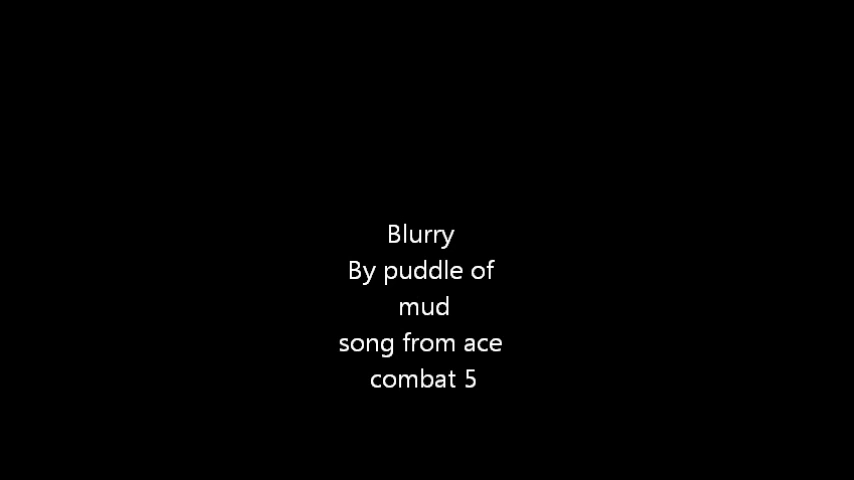 Blurry
By puddle of
mud
song from ace
combat 5